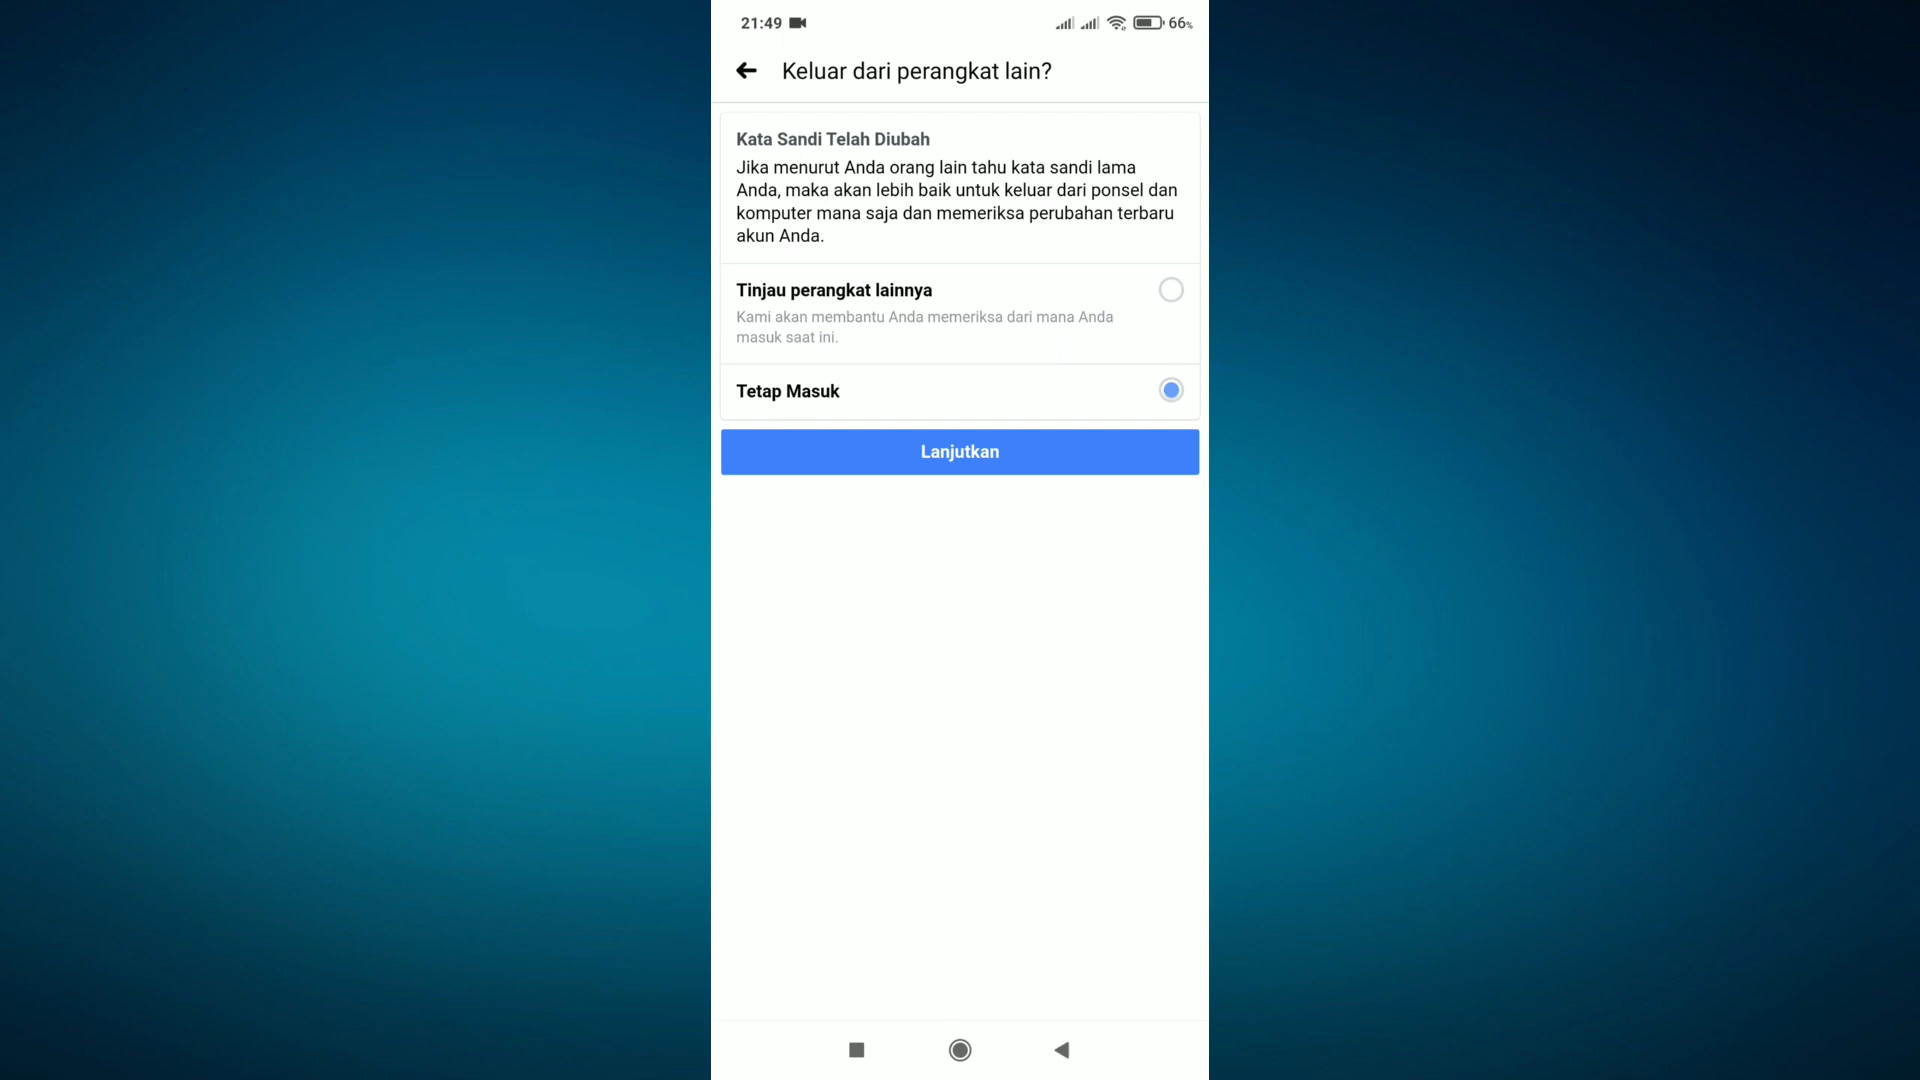 21:49
66%
Keluar dari perangkat lain?
Kata Sandi Telah Diubah
Jika menurut Anda orang lain tahu kata sandi lama
Anda, maka akan lebih baik untuk keluar dari ponsel dan
komputer mana saja dan memeriksa perubahan terbaru
akun Anda.
Tinjau perangkat lainnya
Kami akan membantu Anda memeriksa dari mana Anda
masuk saat ini.
Tetap Masuk
Lanjutkan